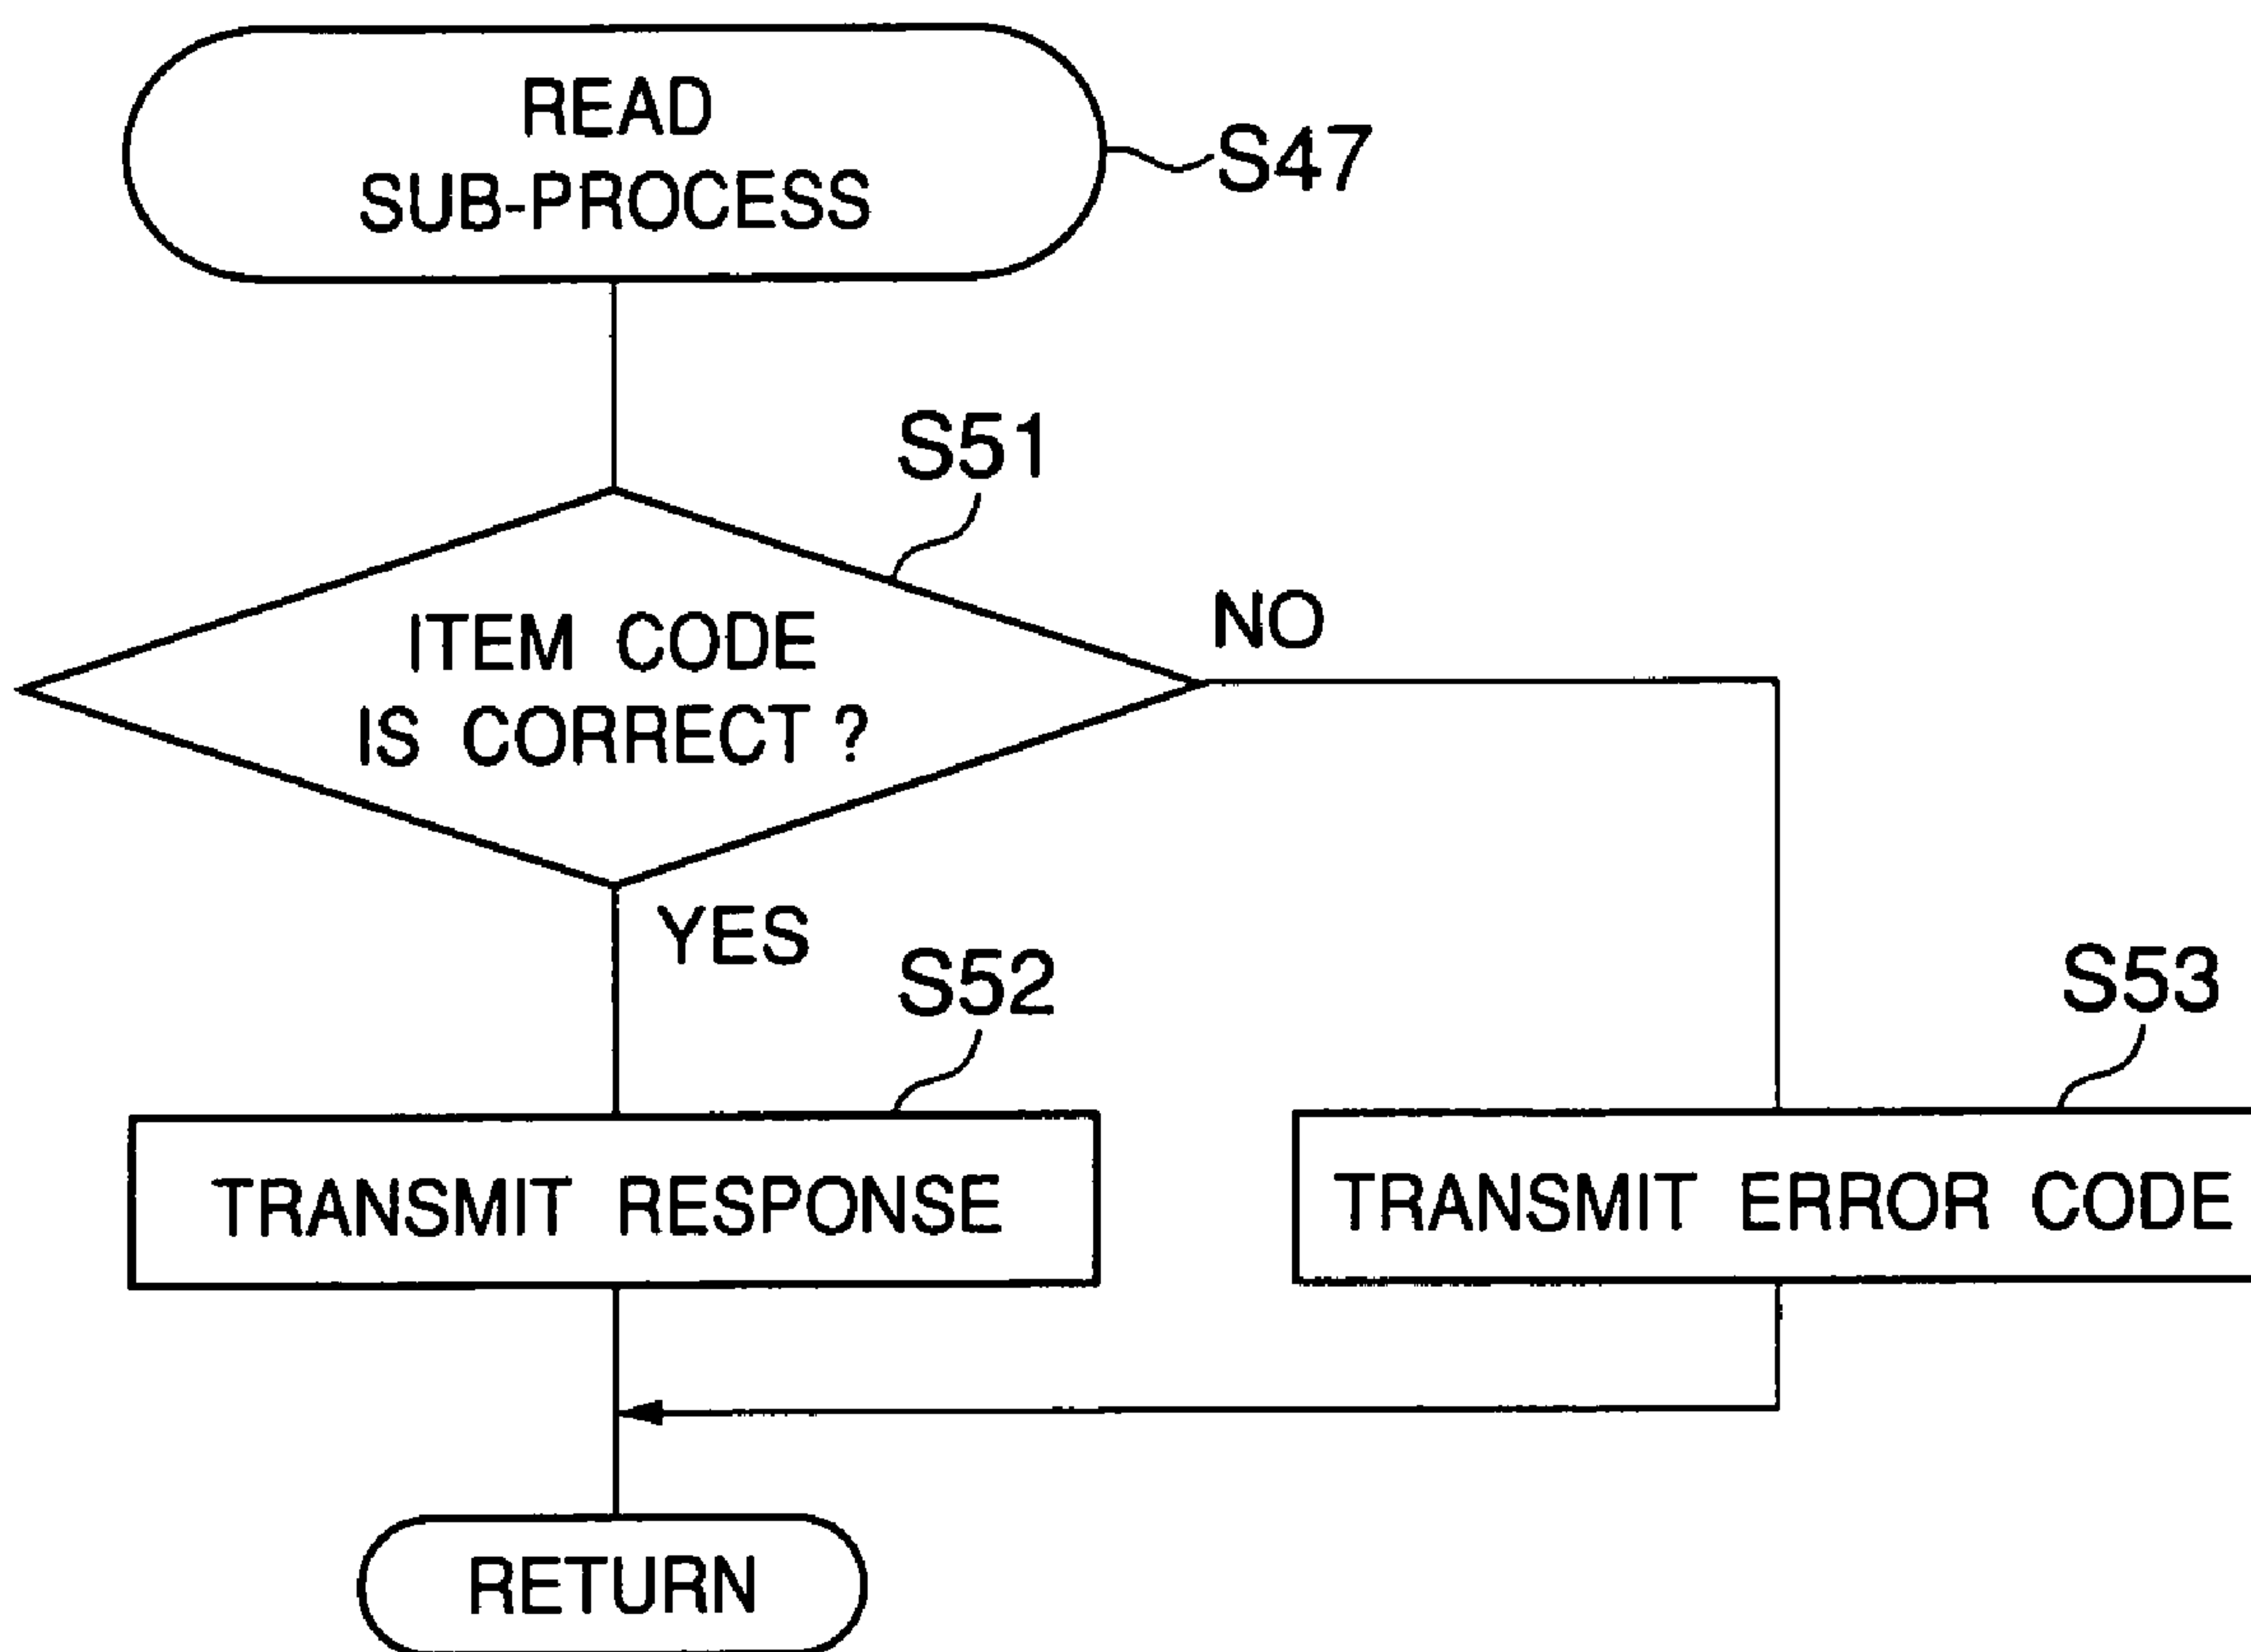 READ
SUB-PROCESS
S47
S51
ITEM CODE
IS CORRECT ?
NO
YES
S52
S53
TRANSMIT RESPONSE
TRANSMIT ERROR CODE
RETURN